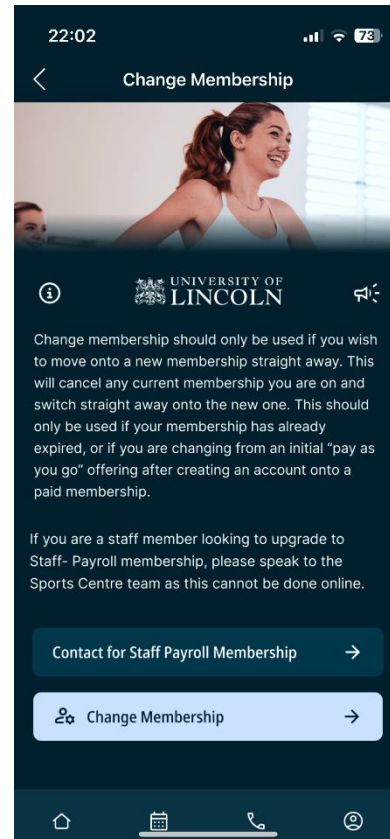 22:02
73
Change Membership
UNIVERSITY OF
LINCOLN
Change membership should only be used if you wish
to move onto a new membership straight away. This
will cancel any current membership you are on and
switch straight away onto the new one. This should
only be used if your membership has already
expired, or if you are changing from an initial “pay as
you go” offering after creating an account onto a
paid membership.
If you are a staff member looking to upgrade to
Staff- Payroll membership, please speak to the
Sports Centre team as this cannot be done online.
Contact for Staff Payroll Membership
Change Membership